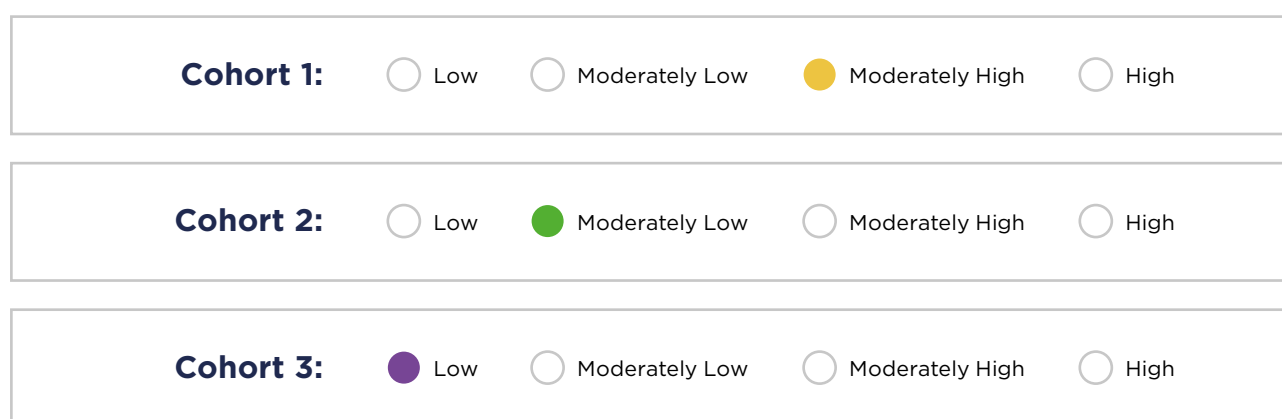 Cohort 1: Low Moderately Low Moderately High High
Cohort 2: Low Moderately Low Moderately High High
Cohort 3: Low Moderately Low Moderately High High